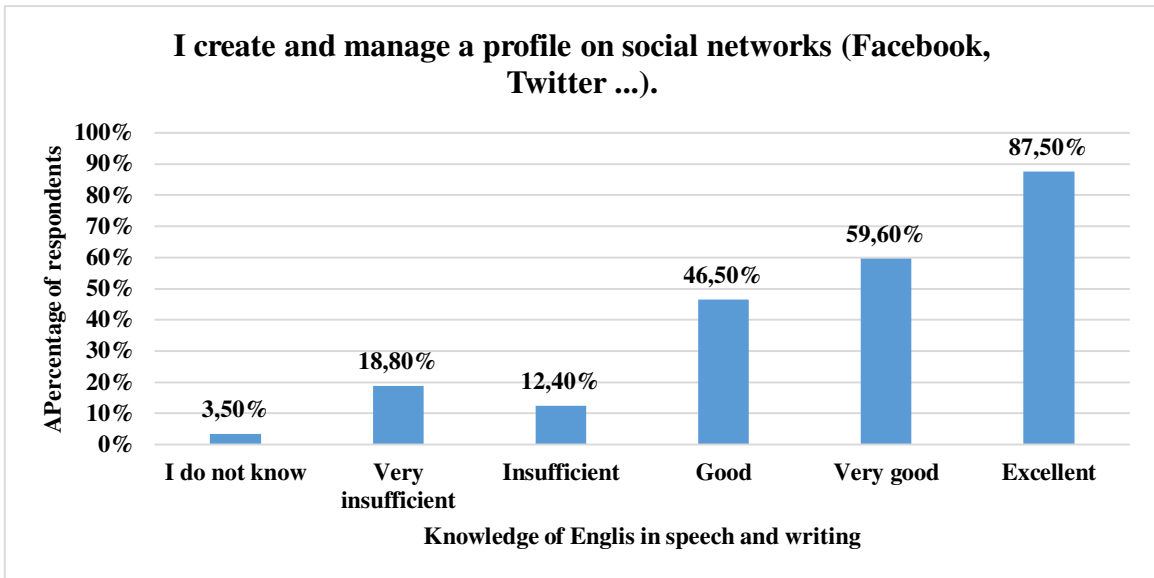 I create and manage a profile on social networks (Facebook,
Twitter ...).
APercentage of respondents
100%
90%
80%
70%
60%
50%
40%
30%
20%
10%
0%
3,50%
18,80%
12,40%
46,50%
59,60%
87,50%
I do not know
Very
insufficient
Insufficient
Good
Very good
Excellent
Knowledge of Englis in speech and writing